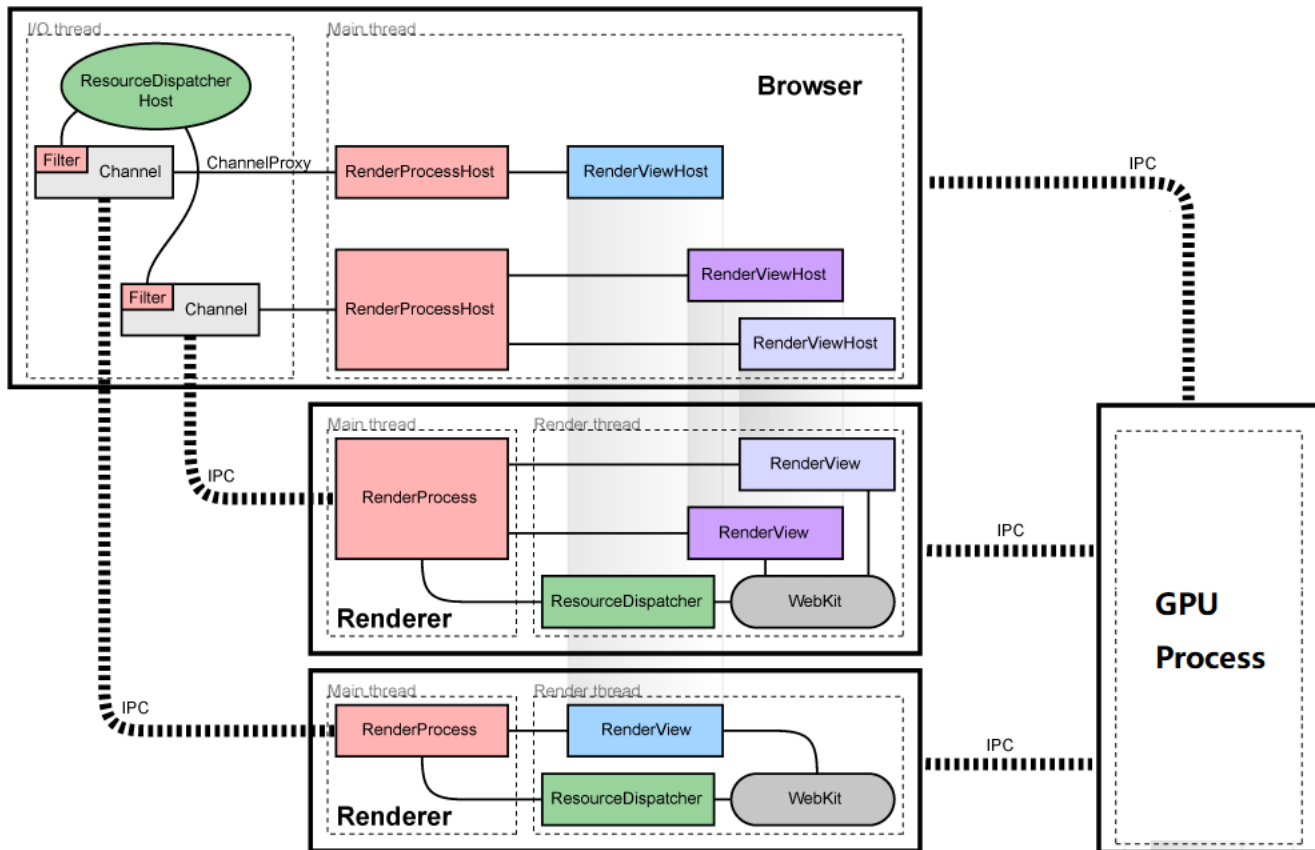 I/O thread
Main thread
ResourceDispatcher
Host
Browser
Filter
Channel
ChannelProxy
RenderProcessHost
RenderViewHost
IPC
Filter
Channel
RenderProcessHost
RenderViewHost
RenderViewHost
Main thread
Render thread
RenderProcess
RenderView
IPC
RenderView
IPC
ResourceDispatcher
WebKit
Renderer
GPU
Process
Main thread
Render thread
IPC
RenderProcess
RenderView
IPC
ResourceDispatcher
WebKit
Renderer